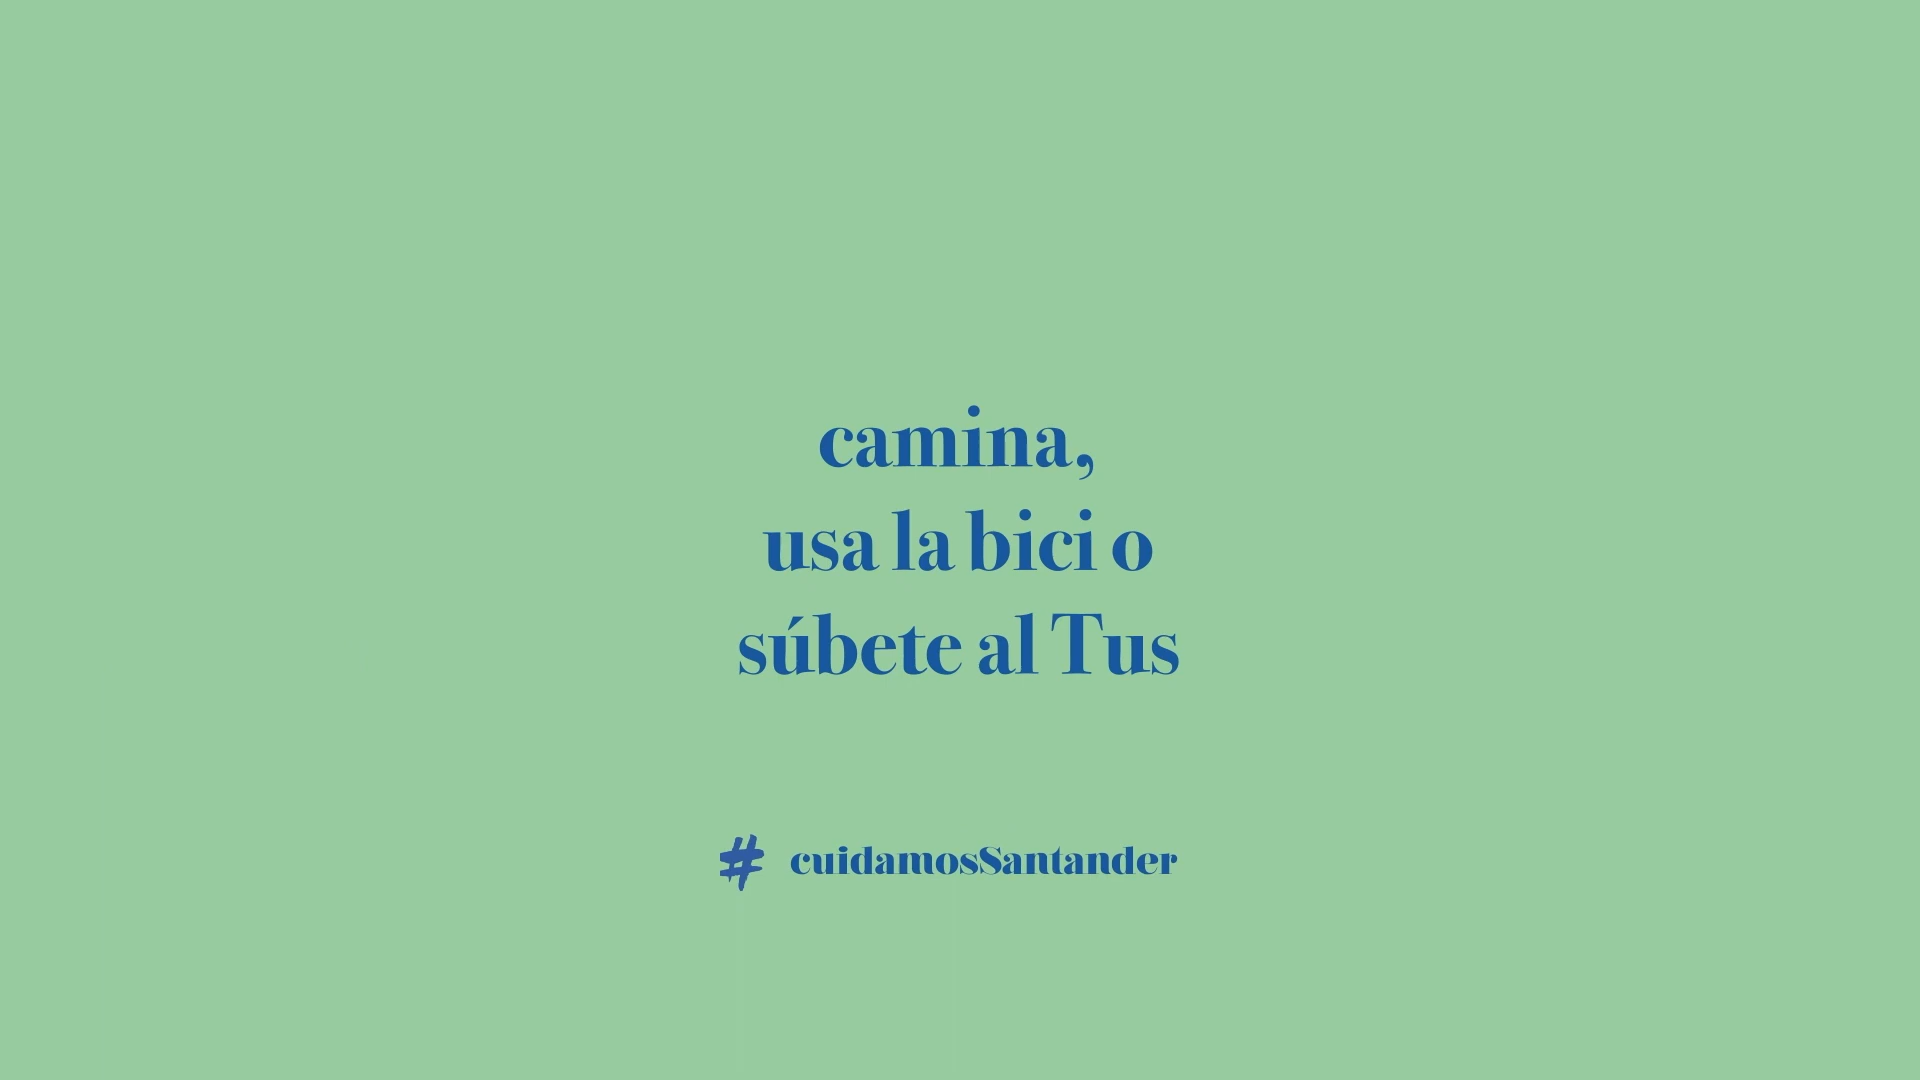 camina,
usa la bici o
súbete al Tus
# cuidamosSantander